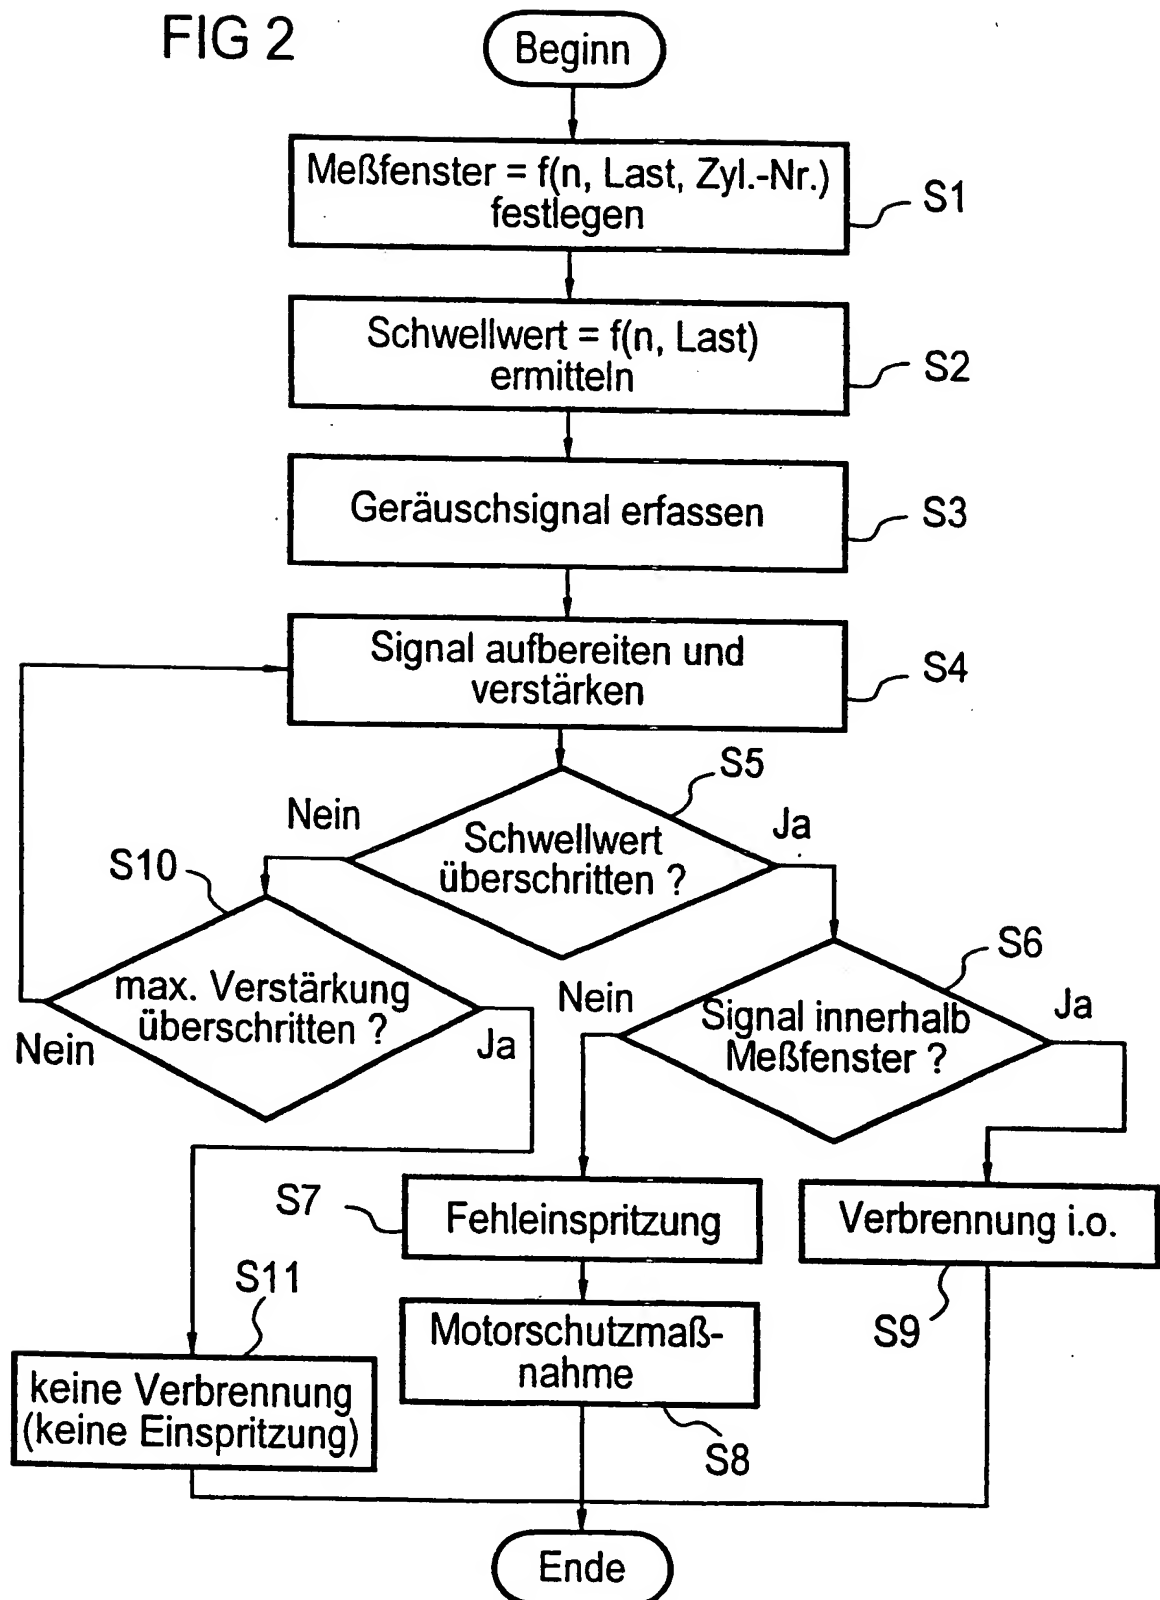 FIG 2
Beginn
Meßfenster = f(n, Last, Zyl.-Nr.)
festlegen
S1
Schwellwert = f(n, Last)
ermitteln
S2
Geräuschsignal erfassen
S3
Signal aufbereiten und
verstärken
S4
S5
Nein
Schwellwert
überschritten ?
Ja
S10
max. Verstärkung
überschritten ?
Nein
Ja
S6
Nein
Signal innerhalb
Meßfenster ?
Ja
S7
Fehleinspritzung
Verbrennung i.o.
S9
S11
keine Verbrennung
(keine Einspritzung)
Motorschutzmaß-
nahme
S8
Ende